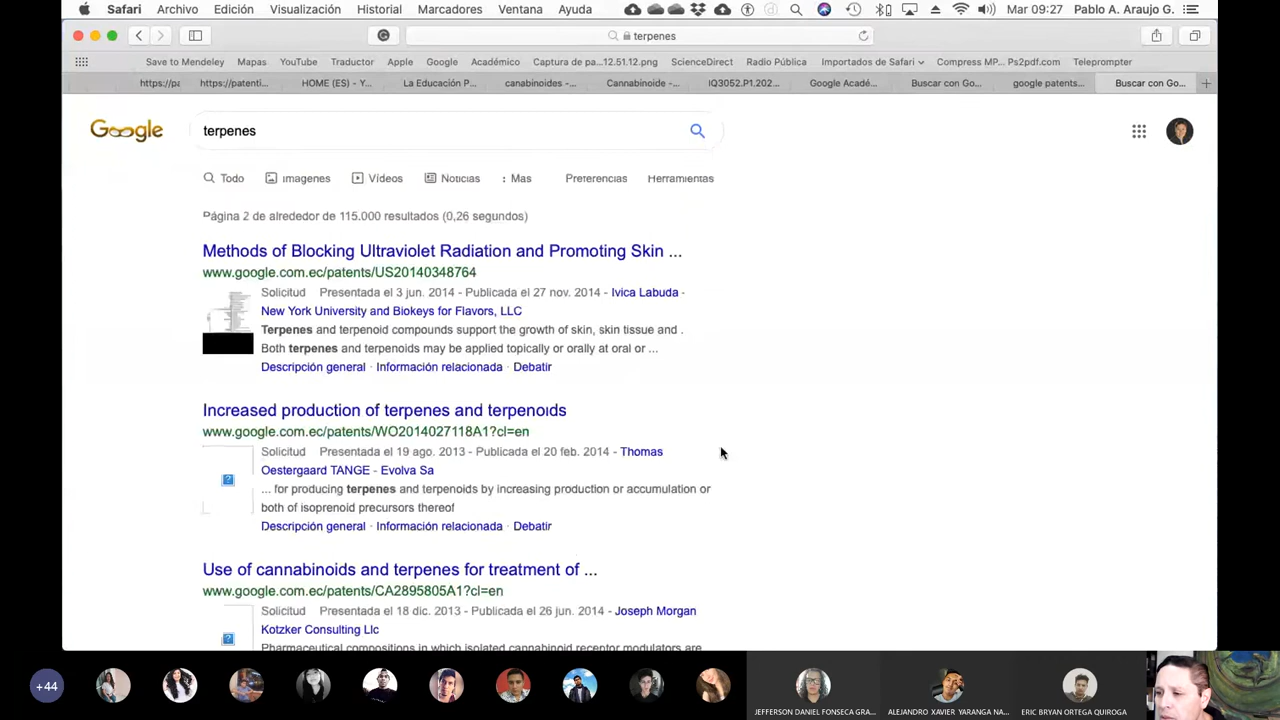 Safari Archivo Edición Visualización Historial Marcadores Ventana Ayuda Mar 09:27 Pablo A. Araujo G.
terpenes
Save to Mendeley Mapas YouTube Traductor Apple Google Académico Captura de pa...12.51.12.png ScienceDirect Radio Pública Importados de Safari Compress MP... Ps2pdf.com Teleprompter
https://pa https://patenti... HOME (ES) - Y... La Educación P... canabinoides -... Cannabinoide -... IQ3052.P1.202... Google Acadé... Buscar con Go... google patents... Buscar con Go...
Google terpenes
Todo Imágenes Vídeos Noticias Mas Preferencias Herramientas
Página 2 de alrededor de 115.000 resultados (0,26 segundos)
Methods of Blocking Ultraviolet Radiation and Promoting Skin ...
www.google.com.ec/patents/US20140348764
Solicitud Presentada el 3 jun. 2014 - Publicada el 27 nov. 2014 - Ivica Labuda -
New York University and Biokeys for Flavors, LLC
Terpenes and terpenoid compounds support the growth of skin, skin tissue and .
Both terpenes and terpenoids may be applied topically or orally at oral or ...
Descripción general · Información relacionada · Debatir
Increased production of terpenes and terpenoids
www.google.com.ec/patents/WO2014027118A1?cl=en
Solicitud Presentada el 19 ago. 2013 - Publicada el 20 feb. 2014 - Thomas
Oestergaard TANGE - Evolva Sa
... for producing terpenes and terpenoids by increasing production or accumulation or
both of isoprenoid precursors thereof
Descripción general · Información relacionada · Debatir
Use of cannabinoids and terpenes for treatment of ...
www.google.com.ec/patents/CA2895805A1?cl=en
Solicitud Presentada el 18 dic. 2013 - Publicada el 26 jun. 2014 - Joseph Morgan
Kotzker Consulting Llc
Pharmaceutical compositions in which isolated cannabinoid receptor modulators are
+44
JEFFERSON DANIEL FONSECA GRA... ALEJANDRO XAVIER YARANGA NA... ERIC BRYAN ORTEGA QUIROGA